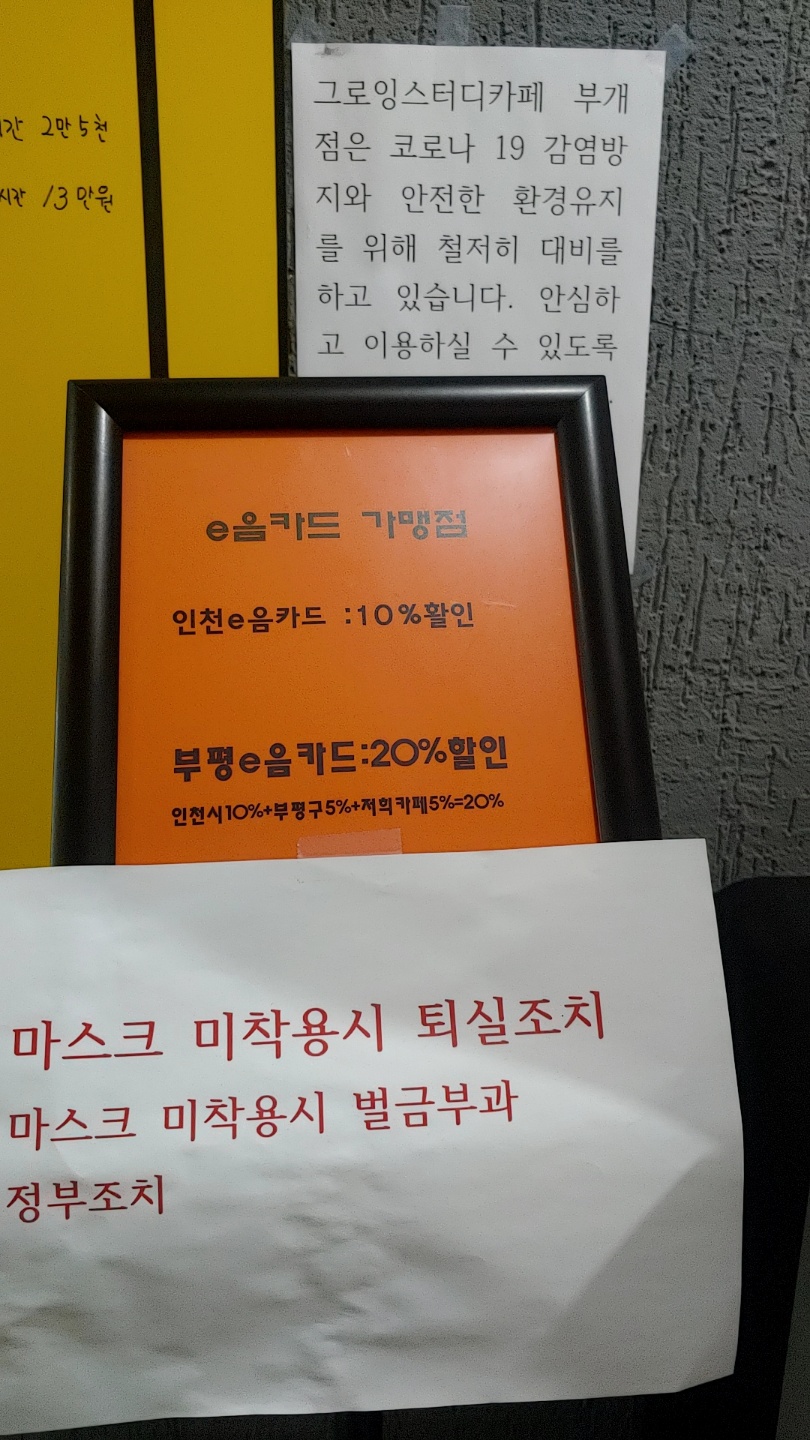 간 2만5천
시간 13만원
그로잉스터디카페 부개
점은 코로나 19 감염방
지와 안전한 환경유지
를 위해 철저히 대비를
하고 있습니다. 안심하
고 이용하실 수 있도록
e음카드 가맹점
인천e음카드 :10%활인
부평e음카드:20%할인
인천시10%+부평구5%+저희카페5%=20%
마스크 미착용시 퇴실조치
마스크 미착용시 벌금부과
정부조치